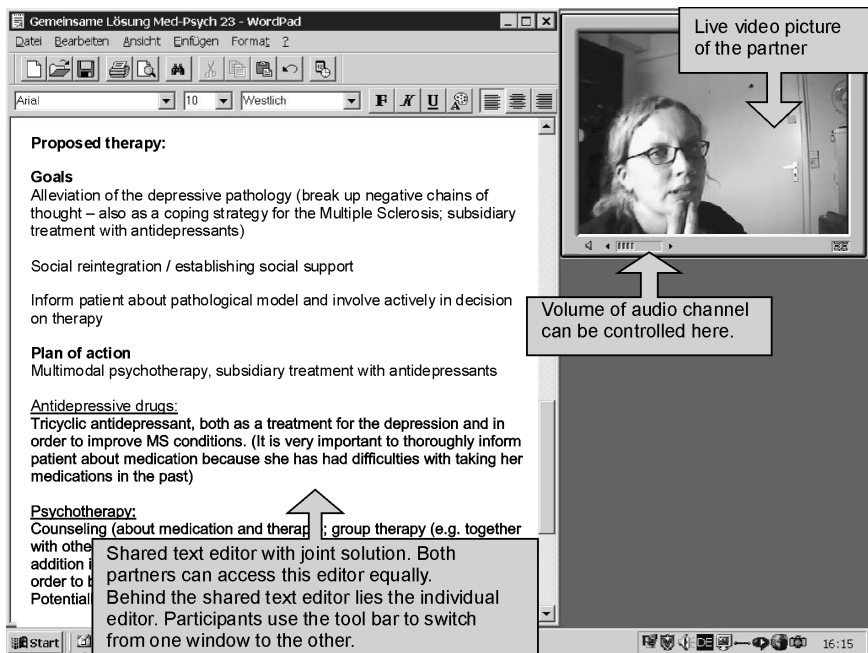 Gemeinsame Lösung Med-Psych 23 - WordPad
Datei Bearbeiten Ansicht Einfügen Format ?
Arial 10 Westlich F K U
Proposed therapy:
Goals
Alleviation of the depressive pathology (break up negative chains of
thought – also as a coping strategy for the Multiple Sclerosis; subsidiary
treatment with antidepressants)
Social reintegration / establishing social support
Inform patient about pathological model and involve actively in decision
on therapy
Plan of action
Multimodal psychotherapy, subsidiary treatment with antidepressants
Antidepressive drugs:
Tricyclic antidepressant, both as a treatment for the depression and in
order to improve MS conditions. (It is very important to thoroughly inform
patient about medication because she has had difficulties with taking her
medications in the past)
Psychotherapy:
Counseling (about medication and therapy; group therapy (e.g. together
with othe
addition i
order to b
Potential
Live video picture
of the partner
Volume of audio channel
can be controlled here.
Shared text editor with joint solution. Both
partners can access this editor equally.
Behind the shared text editor lies the individual
editor. Participants use the tool bar to switch
from one window to the other.
Start
DE
16:15